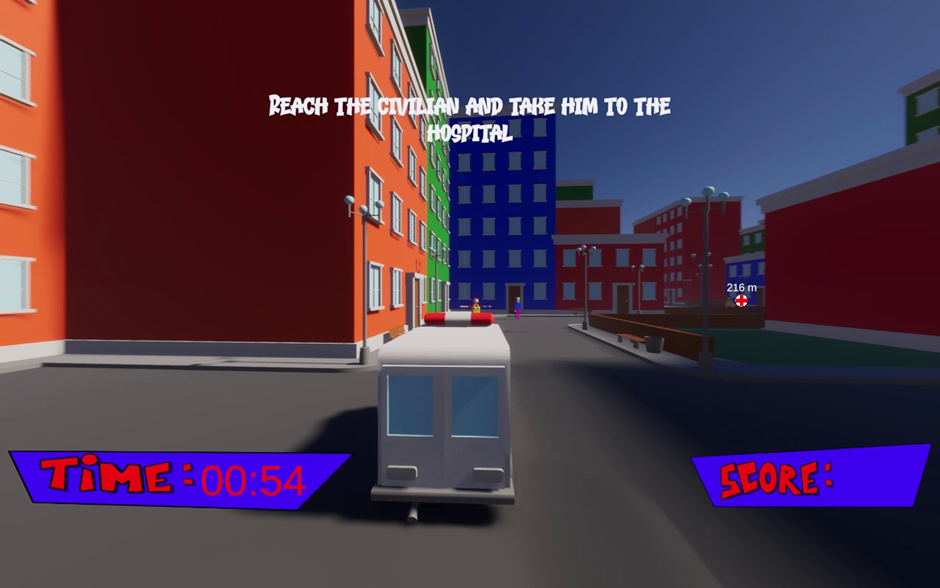 REACH THE CIVILIAN AND TAKE HIM TO THE
HOSPITAL
216 m
TiME: 00:54
SCORE: